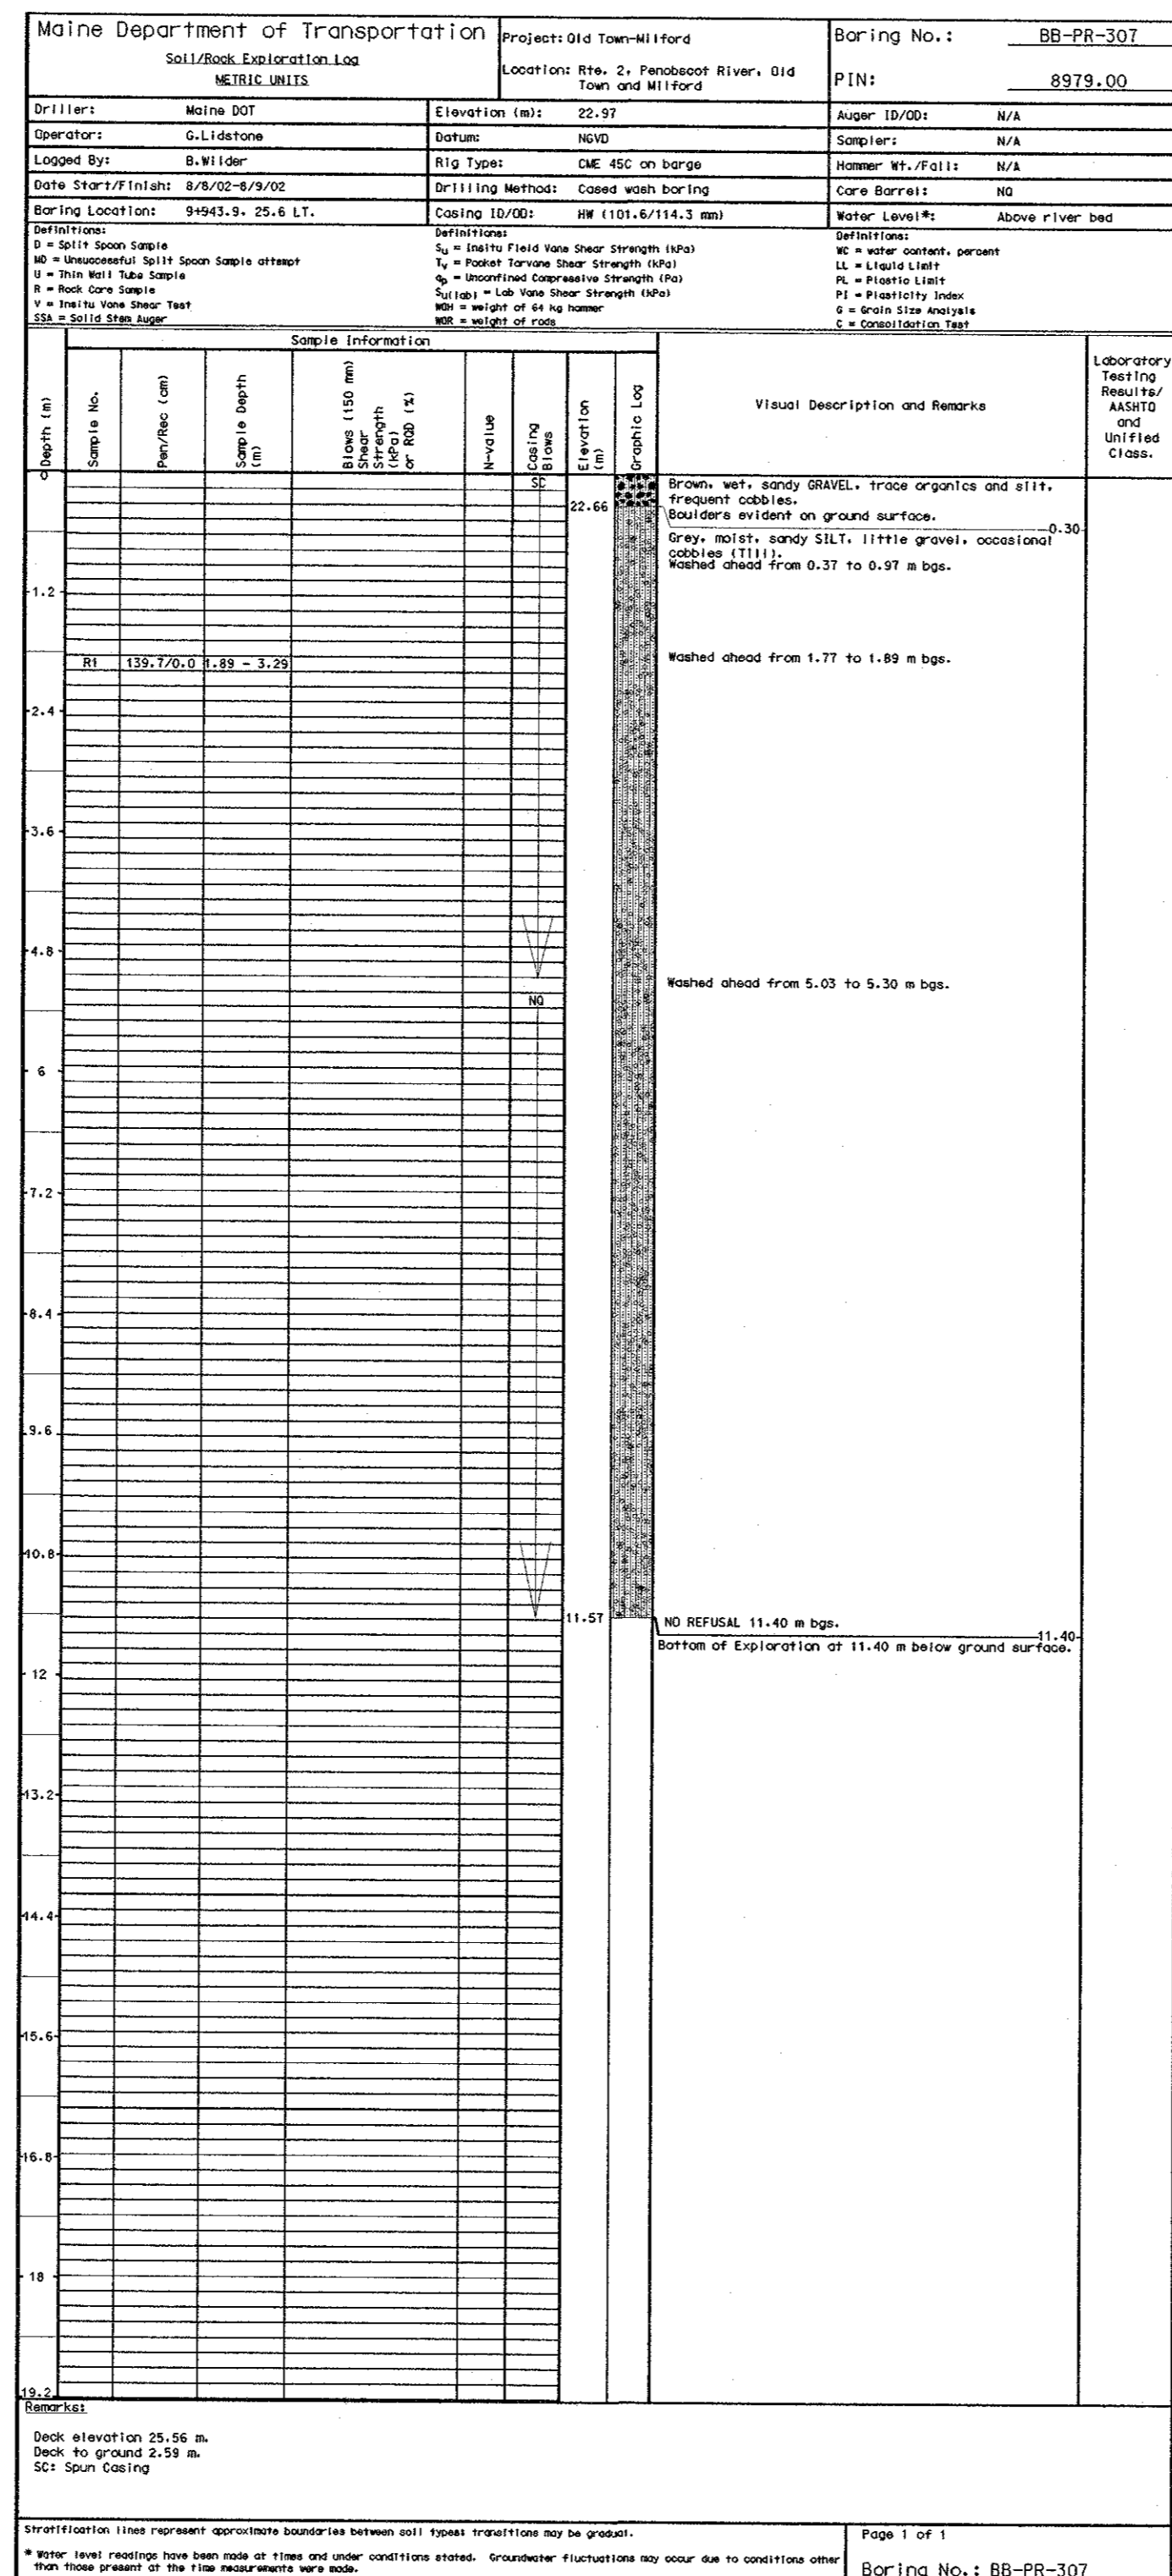 Maine Department of Transportation
Soil/Rock Exploration Log
METRIC UNITS
Project: Old Town-Milford
Location: Rte. 2, Penobscot River, Old
Town and Milford
Boring No.: BB-PR-307
PIN: 8979.00
Driller: Maine DOT
Elevation (m): 22.97
Auger ID/OD: N/A
Operator: G.Lidstone
Datum: NGVD
Sampler: N/A
Logged By: B.Wilder
Rig Type: CME 45C on barge
Hammer Wt./Fall: N/A
Date Start/Finish: 8/8/02-8/9/02
Drilling Method: Cased wash boring
Core Barrel: NQ
Boring Location: 9+943.9, 25.6 LT.
Casing ID/OD: HW (101.6/114.3 mm)
Water Level*: Above river bed
Definitions:
D = Split Spoon Sample
MD = Unsuccessful Split Spoon Sample attempt
U = Thin Wall Tube Sample
R = Rock Core Sample
V = Insitu Vane Shear Test
SSA = Solid Stem Auger
Definitions:
Su = Insitu Field Vane Shear Strength (kPa)
Tv = Pocket Torvane Shear Strength (kPa)
qp = Unconfined Compressive Strength (Pa)
Su(lab) = Lab Vane Shear Strength (kPa)
WOH = weight of 64 kg hammer
WOR = weight of rods
Definitions:
WC = water content, percent
LL = Liquid Limit
PL = Plastic Limit
PI = Plasticity Index
G = Grain Size Analysis
C = Consolidation Test
Sample Information
Depth (m)
Sample No.
Pen/Rec (cm)
Sample Depth
(m)
Blows (150 mm)
Shear
Strength
(kPa)
or RQD (%)
N-value
Casing
Blows
Elevation
(m)
Graphic Log
Visual Description and Remarks
Laboratory
Testing
Results/
AASHTO
and
Unified
Class.
0
SC
Brown, wet, sandy GRAVEL, trace organics and silt,
frequent cobbles.
22.66
Boulders evident on ground surface.
0.30
Grey, moist, sandy SILT, little gravel, occasional
cobbles (Till).
Washed ahead from 0.37 to 0.97 m bgs.
1.2
R1 139.7/0.0 1.89 - 3.29
Washed ahead from 1.77 to 1.89 m bgs.
2.4
3.6
4.8
Washed ahead from 5.03 to 5.30 m bgs.
NQ
6
7.2
8.4
9.6
10.8
11.57
NO REFUSAL 11.40 m bgs.
11.40
Bottom of Exploration at 11.40 m below ground surface.
12
13.2
14.4
15.6
16.8
18
19.2
Remarks:
Deck elevation 25.56 m.
Deck to ground 2.59 m.
SC: Spun Casing
Stratification lines represent approximate boundaries between soil types; transitions may be gradual.
* Water level readings have been made at times and under conditions stated. Groundwater fluctuations may occur due to conditions other
than those present at the time measurements were made.
Page 1 of 1
Boring No.: BB-PR-307